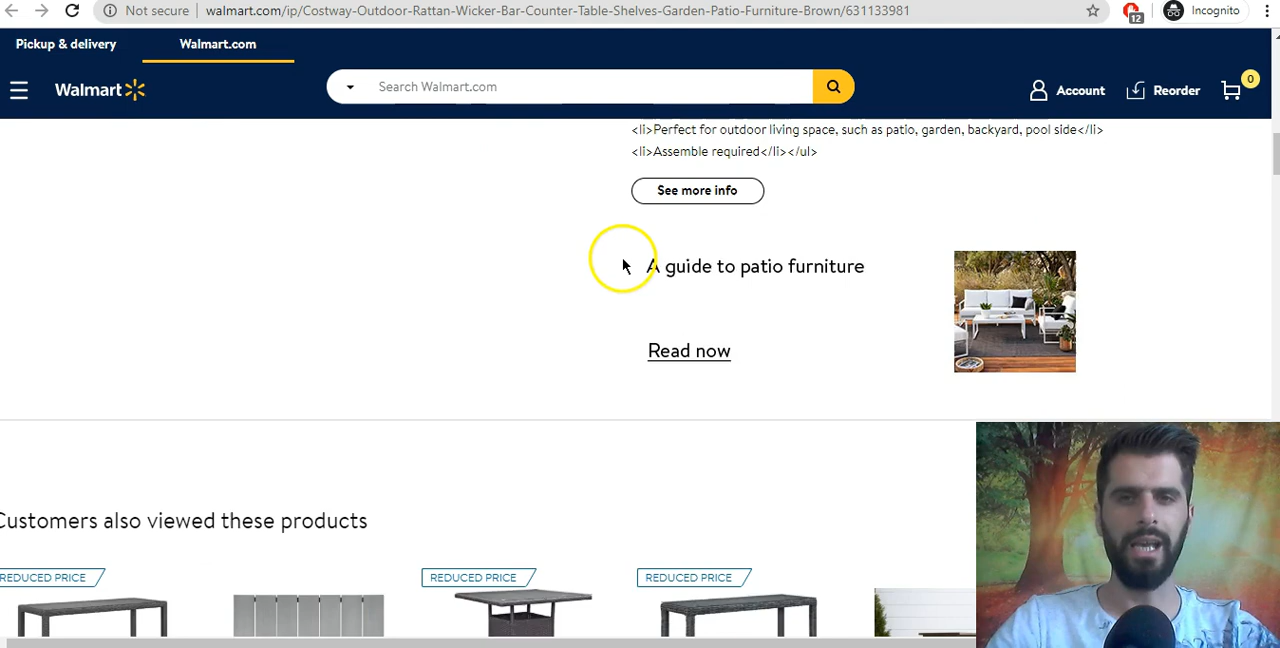 Not secure
walmart.com/ip/Costway-Outdoor-Rattan-Wicker-Bar-Counter-Table-Shelves-Garden-Patio-Furniture-Brown/631133981
12
Incognito
Pickup & delivery
Walmart.com
Walmart
Search Walmart.com
Account
Reorder
0
<li>Perfect for outdoor living space, such as patio, garden, backyard, pool side</li>
<li>Assemble required</li></ul>
See more info
A guide to patio furniture
Read now
Customers also viewed these products
REDUCED PRICE
REDUCED PRICE
REDUCED PRICE